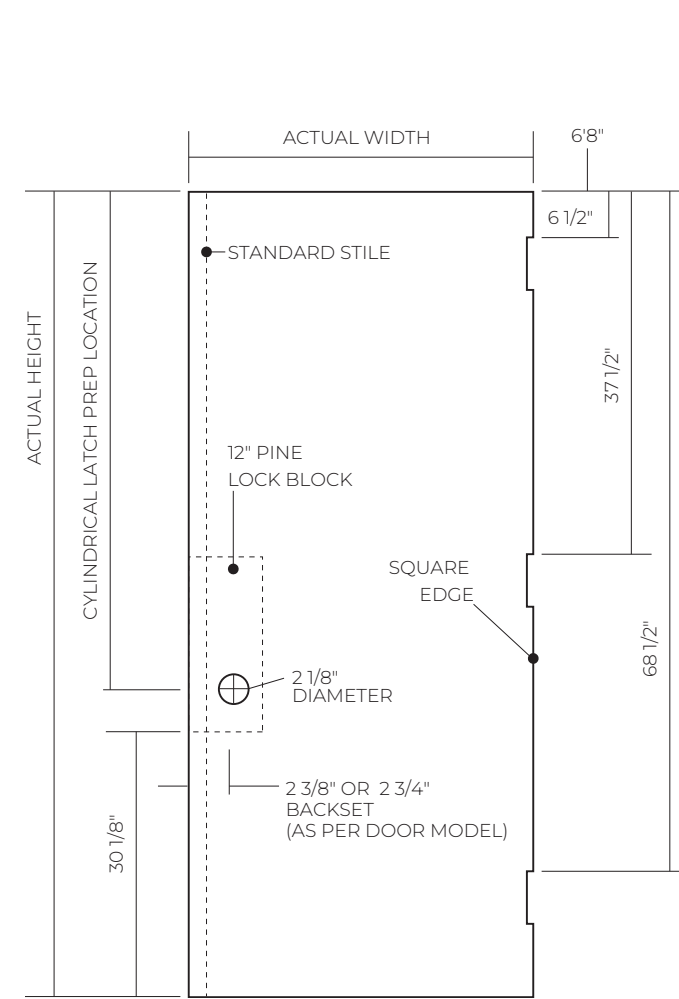 ACTUAL WIDTH
6'8"
6 1/2"
STANDARD STILE
ACTUAL HEIGHT
CYLINDRICAL LATCH PREP LOCATION
37 1/2"
12" PINE
LOCK BLOCK
SQUARE
EDGE
68 1/2"
2 1/8"
DIAMETER
2 3/8" OR 2 3/4"
BACKSET
(AS PER DOOR MODEL)
30 1/8"